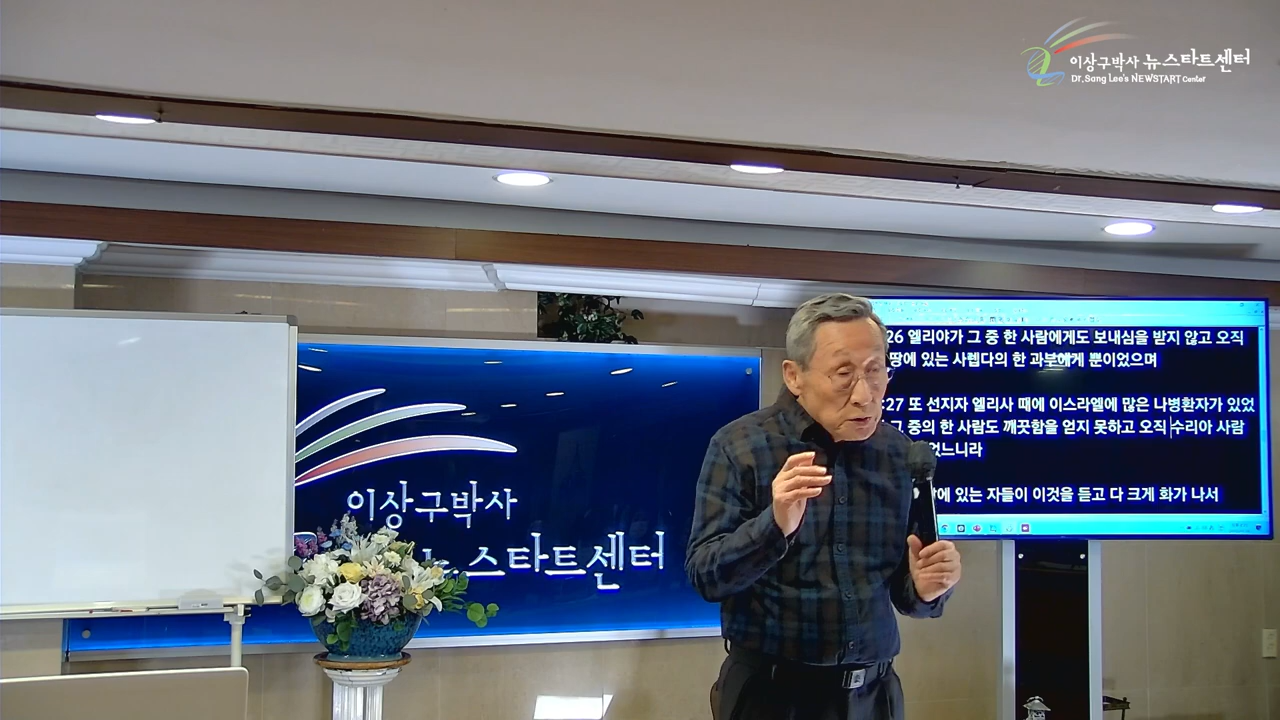 이상구박사 뉴스타트센터
Dr. Sang Lee's NEWSTART Center
26 엘리야가 그 중 한 사람에게도 보내심을 받지 않고 오직
땅에 있는 사렙다의 한 과부에게 뿐이었으며
:27 또 선지자 엘리사 때에 이스라엘에 많은 나병환자가 있었
그 중의 한 사람도 깨끗함을 얻지 못하고 오직 수리아 사람
있는 자들이 이것을 듣고 다 크게 화가 나서
이상구박사
스타트센터